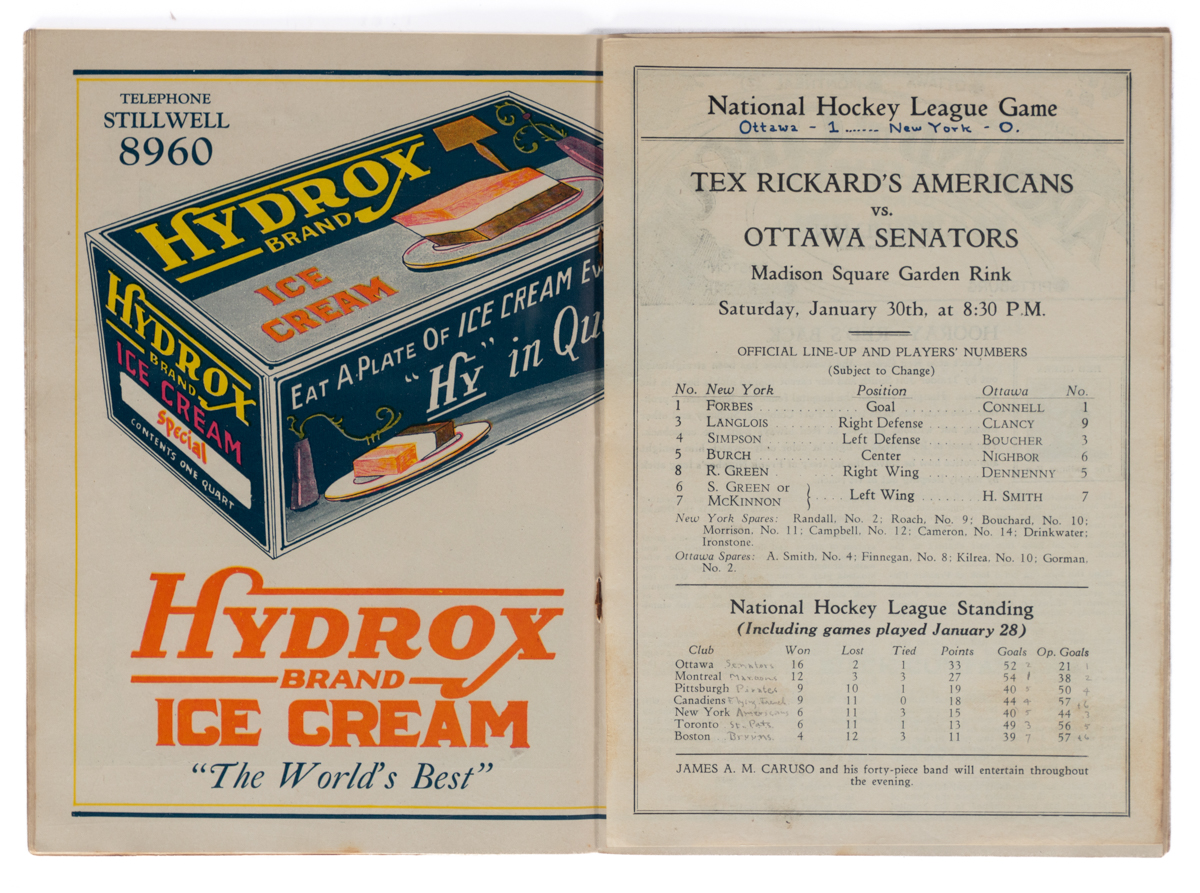 TELEPHONE
STILLWELL
8960
HYDROX
BRAND
ICE
CREAM
HYDROX
BRAND
ICE CREAM
Special
CONTENTS ONE QUART
EAT A PLATE OF ICE CREAM
"HY" in
HYDROX
BRAND
ICE CREAM
"The World's Best"
National Hockey League Game
Ottawa - 1 ....... New York - 0.
TEX RICKARD'S AMERICANS
vs.
OTTAWA SENATORS
Madison Square Garden Rink
Saturday, January 30th, at 8:30 P.M.
OFFICIAL LINE-UP AND PLAYERS' NUMBERS
(Subject to Change)
No. New York Position Ottawa No.
1 FORBES Goal CONNELL 1
3 LANGLOIS Right Defense CLANCY 9
4 SIMPSON Left Defense BOUCHER 3
5 BURCH Center NIGHBOR 6
8 R. GREEN Right Wing DENNENNY 5
6 S. GREEN or
7 MCKINNON Left Wing H. SMITH 7
New York Spares: Randall, No. 2; Roach, No. 9; Bouchard, No. 10;
Morrison, No. 11; Campbell, No. 12; Cameron, No. 14; Drinkwater;
Ironstone.
Ottawa Spares: A. Smith, No. 4; Finnegan, No. 8; Kilrea, No. 10; Gorman,
No. 2.
National Hockey League Standing
(Including games played January 28)
Club Won Lost Tied Points Goals Op. Goals
Ottawa Senators 16 2 1 33 52 2 21 1
Montreal Maroons 12 3 3 27 54 1 38 2
Pittsburgh Pirates 9 10 1 19 40 5 50 4
Canadiens 9 11 0 18 44 4 57
New York Americans 6 11 3 15 40 5 44 3
Toronto St. Pats 6 11 1 13 49 3 56 5
Boston Bruins 4 12 3 11 39 7 57
JAMES A. M. CARUSO and his forty-piece band will entertain throughout
the evening.